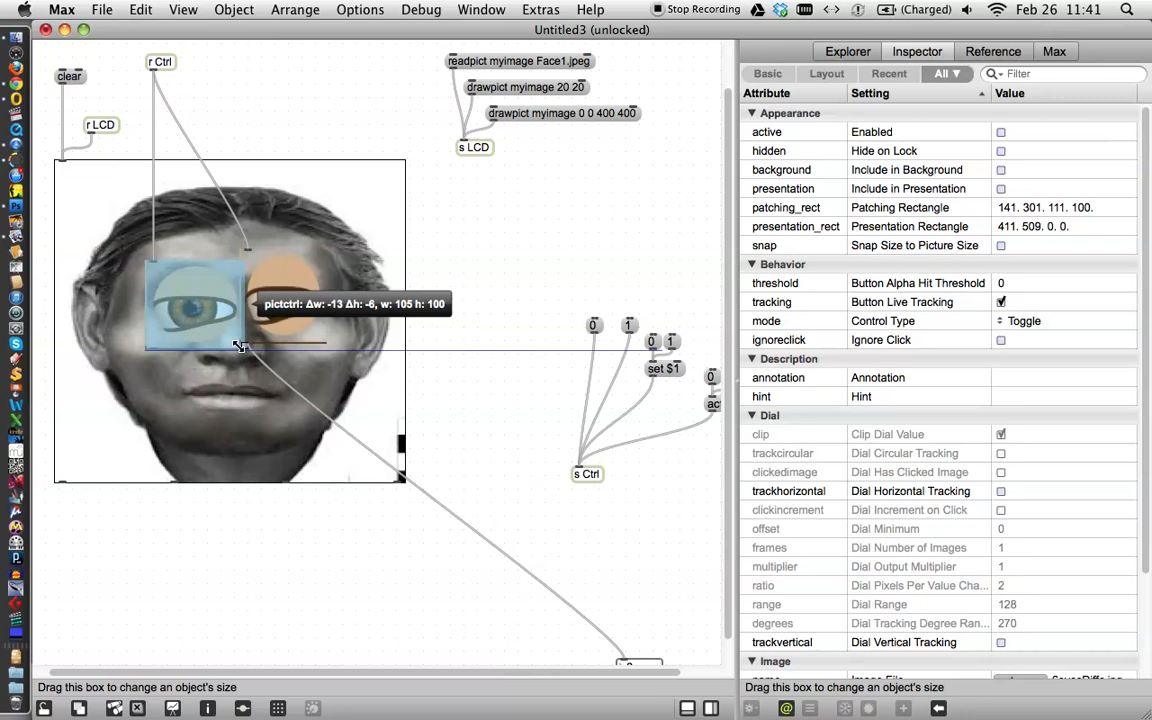 Max File Edit View Object Arrange Options Debug Window Extras Help Stop Recording (Charged) Feb 26 11:41
Untitled3 (unlocked)
clear
r Ctrl
r LCD
readpict myimage Face1.jpeg
drawpict myimage 20 20
drawpict myimage 0 0 400 400
s LCD
pictctrl: Δw: -13 Δh: -6, w: 105 h: 100
0 1
0 1
set $1
0
s Ctrl
Explorer Inspector Reference Max
Basic Layout Recent All ▼ Filter
Attribute Setting Value
Appearance
active Enabled
hidden Hide on Lock
background Include in Background
presentation Include in Presentation
patching_rect Patching Rectangle 141. 301. 111. 100.
presentation_rect Presentation Rectangle 411. 509. 0. 0.
snap Snap Size to Picture Size
Behavior
threshold Button Alpha Hit Threshold 0
tracking Button Live Tracking
mode Control Type Toggle
ignoreclick Ignore Click
Description
annotation Annotation
hint Hint
Dial
clip Clip Dial Value
trackcircular Dial Circular Tracking
clickedimage Dial Has Clicked Image
trackhorizontal Dial Horizontal Tracking
clickincrement Dial Increment on Click
offset Dial Minimum 0
frames Dial Number of Images 1
multiplier Dial Output Multiplier 1
ratio Dial Pixels Per Value Cha... 2
range Dial Range 128
degrees Dial Tracking Degree Ran... 270
trackvertical Dial Vertical Tracking
Image
Drag this box to change an object's size
Drag this box to change an object's size